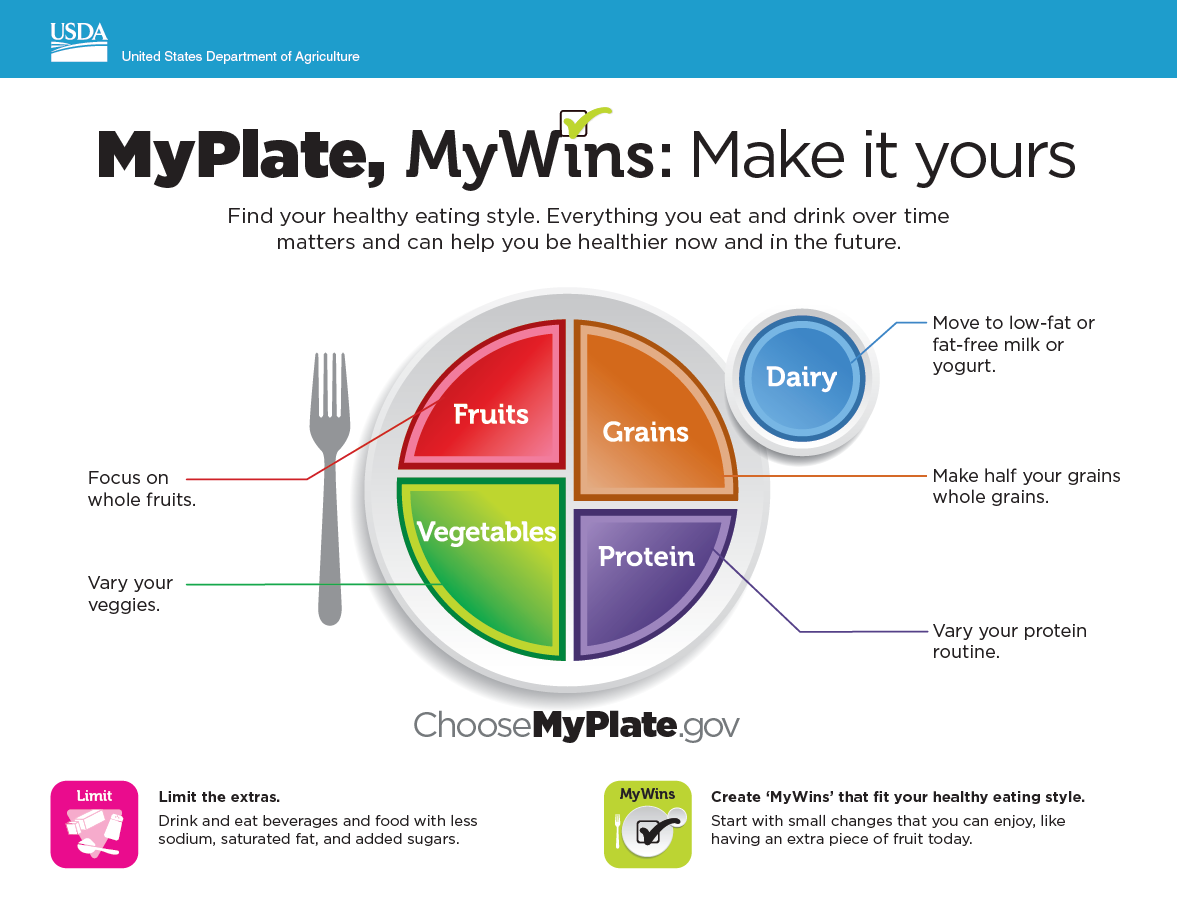 USDA
United States Department of Agriculture
MyPlate, MyWins: Make it yours
Find your healthy eating style. Everything you eat and drink over time
matters and can help you be healthier now and in the future.
Fruits
Grains
Dairy
Vegetables
Protein
Move to low-fat or
fat-free milk or
yogurt.
Focus on
whole fruits.
Make half your grains
whole grains.
Vary your
veggies.
Vary your protein
routine.
ChooseMyPlate.gov
Limit
Limit the extras.
Drink and eat beverages and food with less
sodium, saturated fat, and added sugars.
MyWins
Create ‘MyWins’ that fit your healthy eating style.
Start with small changes that you can enjoy, like
having an extra piece of fruit today.